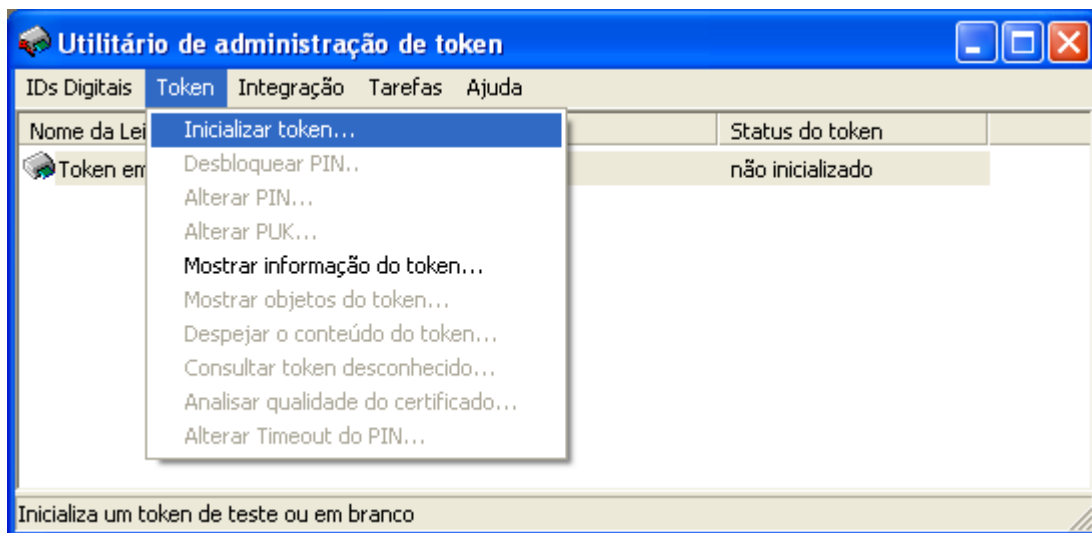 Utilitário de administração de token
IDs Digitais Token Integração Tarefas Ajuda
Nome da Lei Status do token
Token em não inicializado
Inicializar token...
Desbloquear PIN..
Alterar PIN...
Alterar PUK...
Mostrar informação do token...
Mostrar objetos do token...
Despejar o conteúdo do token...
Consultar token desconhecido...
Analisar qualidade do certificado...
Alterar Timeout do PIN...
Inicializa um token de teste ou em branco